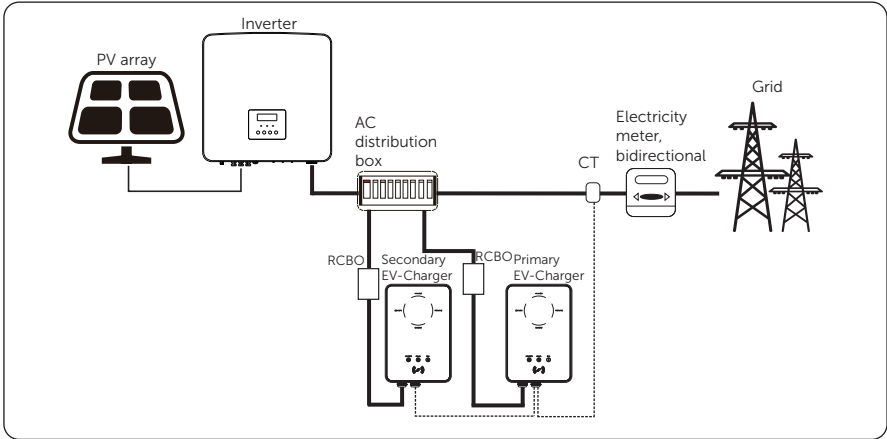 Inverter
PV array
Grid
AC
distribution
box
Electricity
meter,
bidirectional
CT
RCBO
Secondary
EV-Charger
RCBO
Primary
EV-Charger